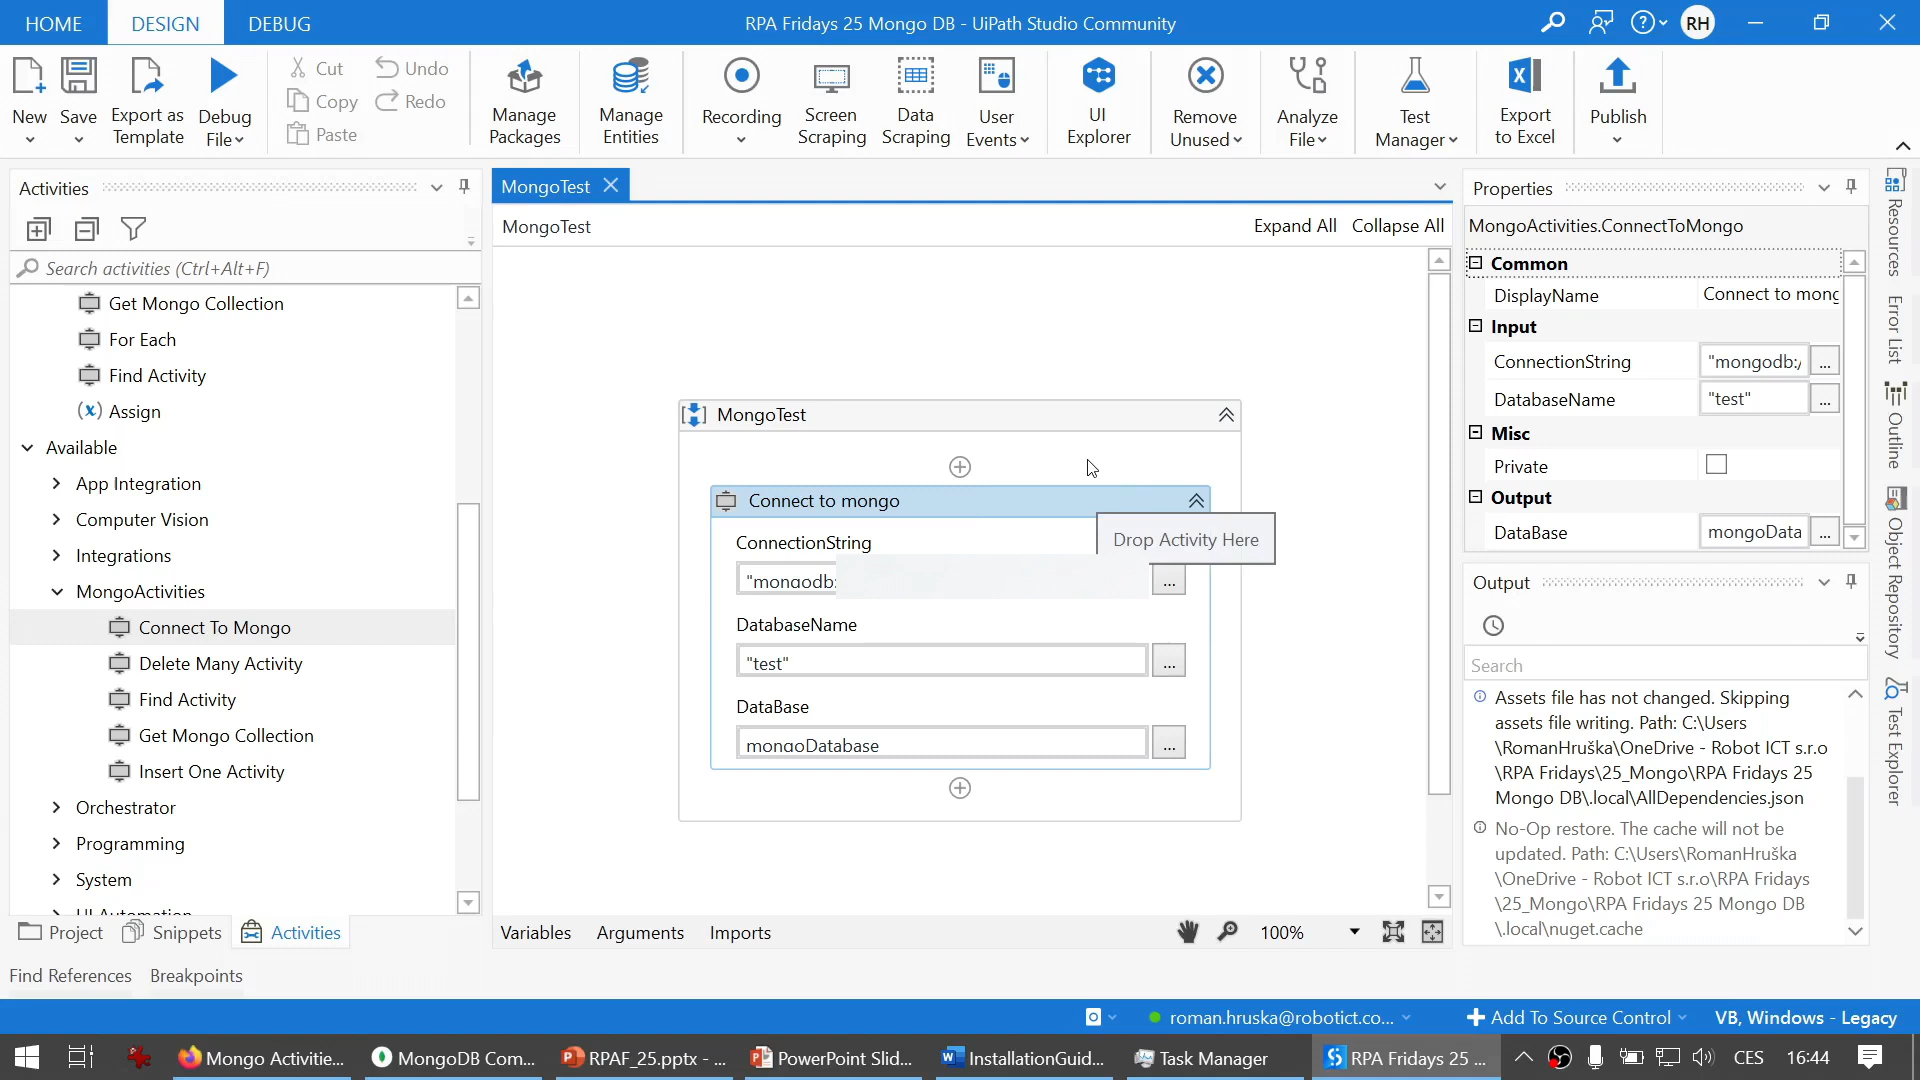 HOME DESIGN DEBUG
RPA Fridays 25 Mongo DB - UiPath Studio Community
RH
New
Save
Export as Template
Debug File
Cut
Copy
Paste
Undo
Redo
Manage Packages
Manage Entities
Recording
Screen Scraping
Data Scraping
User Events
UI Explorer
Remove Unused
Analyze File
Test Manager
Export to Excel
Publish
Activities
Search activities (Ctrl+Alt+F)
Get Mongo Collection
For Each
Find Activity
(x) Assign
Available
App Integration
Computer Vision
Integrations
MongoActivities
Connect To Mongo
Delete Many Activity
Find Activity
Get Mongo Collection
Insert One Activity
Orchestrator
Programming
System
UI Automation
Project Snippets Activities
Find References Breakpoints
MongoTest
MongoTest
Expand All Collapse All
MongoTest
Connect to mongo
Drop Activity Here
ConnectionString
"mongodb:
...
DatabaseName
"test"
...
DataBase
mongoDatabase
...
Variables Arguments Imports
100%
Properties
MongoActivities.ConnectToMongo
Common
DisplayName Connect to mong
Input
ConnectionString "mongodb:/ ...
DatabaseName "test" ...
Misc
Private
Output
DataBase mongoData ...
Output
Search
Assets file has not changed. Skipping
assets file writing. Path: C:\Users
\RomanHruška\OneDrive - Robot ICT s.r.o
\RPA Fridays\25_Mongo\RPA Fridays 25
Mongo DB\.local\AllDependencies.json
No-Op restore. The cache will not be
updated. Path: C:\Users\RomanHruška
\OneDrive - Robot ICT s.r.o\RPA Fridays
\25_Mongo\RPA Fridays 25 Mongo DB
\.local\nuget.cache
Resources
Error List
Outline
Object Repository
Test Explorer
roman.hruska@robotict.co...
Add To Source Control
VB, Windows - Legacy
Mongo Activitie...
MongoDB Com...
RPAF_25.pptx - ...
PowerPoint Slid...
InstallationGuid...
Task Manager
RPA Fridays 25 ...
CES
16:44